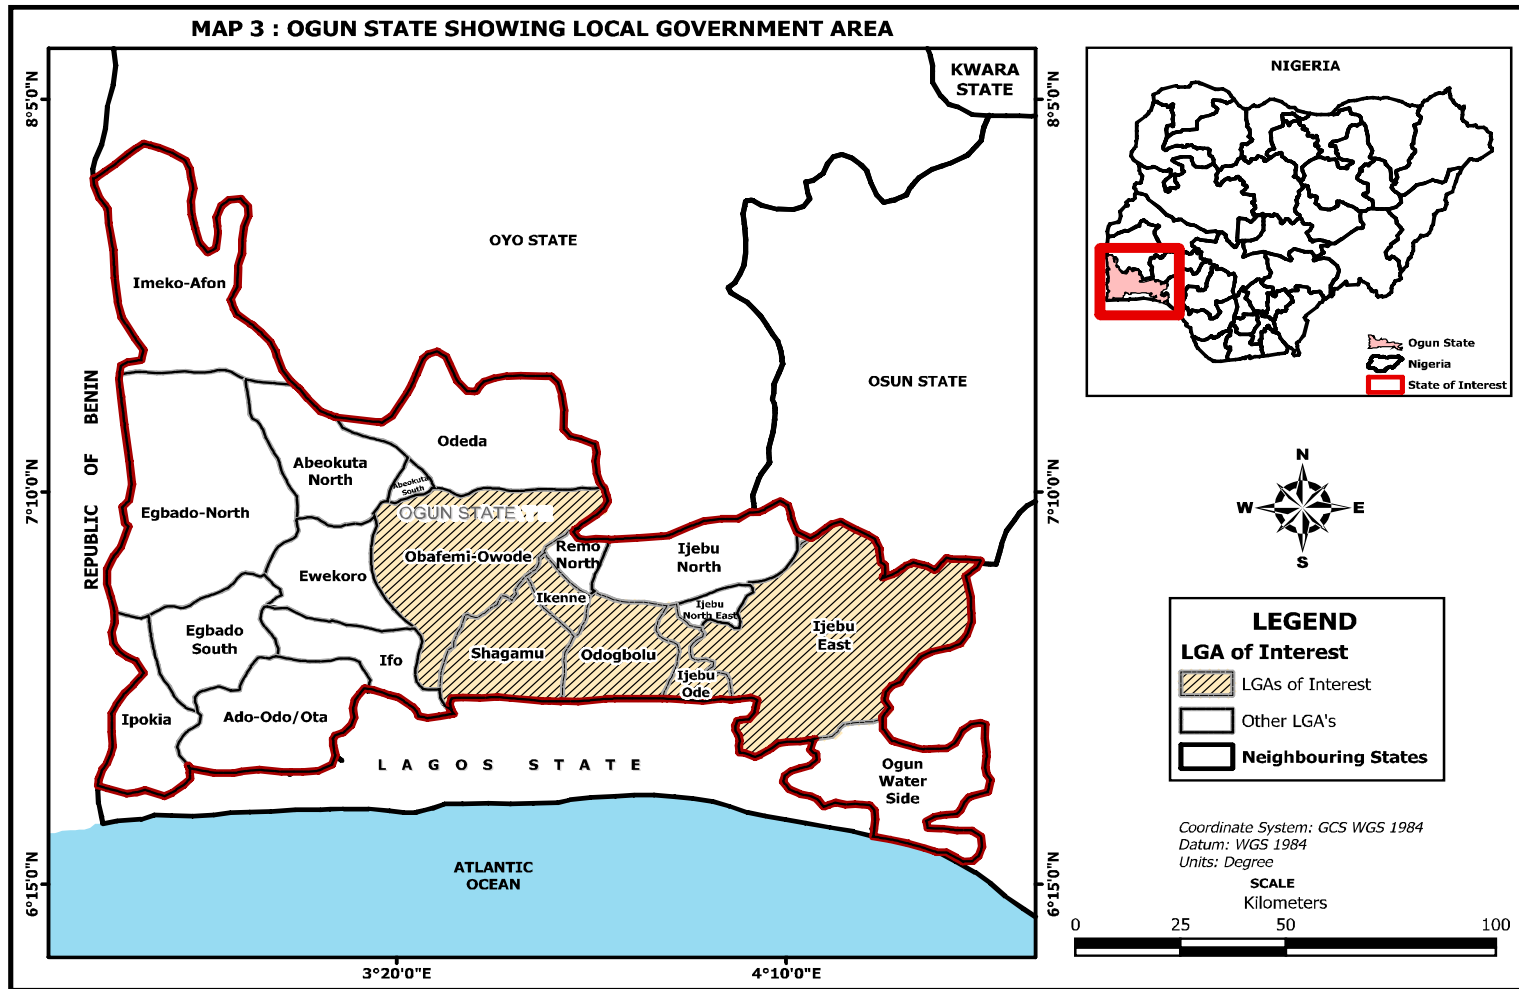 MAP 3 : OGUN STATE SHOWING LOCAL GOVERNMENT AREA
KWARA
STATE
8°5'0"N
8°5'0"N
OYO STATE
Imeko-Afon
OSUN STATE
REPUBLIC OF BENIN
Odeda
Abeokuta
North
Abeokuta
South
7°10'0"N
7°10'0"N
Egbado-North
OGUN STATE
Obafemi-Owode
Remo
North
Ijebu
North
Ewekoro
Ikenne
Ijebu
North East
Egbado
South
Ijebu
East
Ifo
Shagamu
Odogbolu
Ijebu
Ode
Ipokia
Ado-Odo/Ota
LAGOS STATE
Ogun
Water
Side
ATLANTIC
OCEAN
6°15'0"N
6°15'0"N
3°20'0"E
4°10'0"E
NIGERIA
Ogun State
Nigeria
State of Interest
N
W
E
S
LEGEND
LGA of Interest
LGAs of Interest
Other LGA's
Neighbouring States
Coordinate System: GCS WGS 1984
Datum: WGS 1984
Units: Degree
SCALE
Kilometers
0 25 50 100